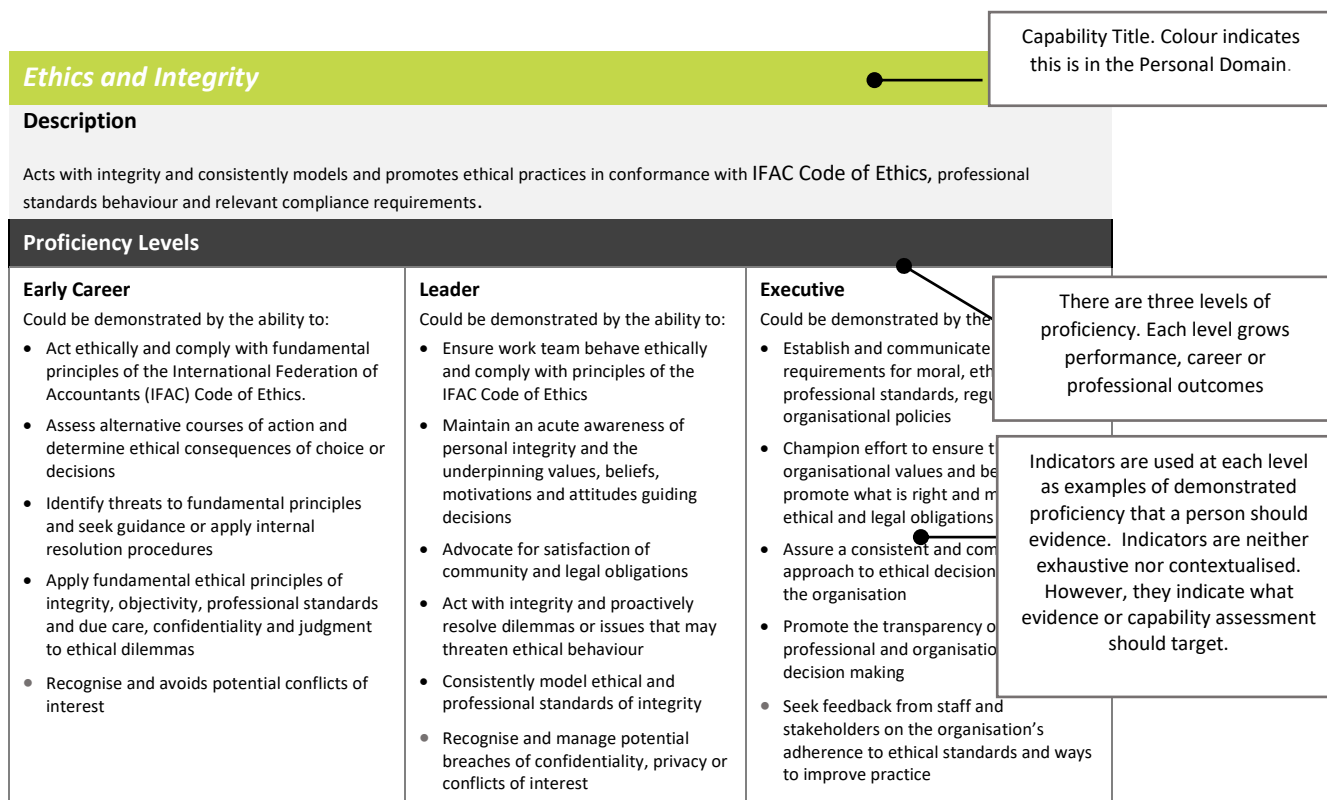 Capability Title. Colour indicates
this is in the Personal Domain.
Ethics and Integrity
Description
Acts with integrity and consistently models and promotes ethical practices in conformance with IFAC Code of Ethics, professional
standards behaviour and relevant compliance requirements.
Proficiency Levels
Early Career
Could be demonstrated by the ability to:
• Act ethically and comply with fundamental
principles of the International Federation of
Accountants (IFAC) Code of Ethics.
• Assess alternative courses of action and
determine ethical consequences of choice or
decisions
• Identify threats to fundamental principles
and seek guidance or apply internal
resolution procedures
• Apply fundamental ethical principles of
integrity, objectivity, professional standards
and due care, confidentiality and judgment
to ethical dilemmas
• Recognise and avoids potential conflicts of
interest
Leader
Could be demonstrated by the ability to:
• Ensure work team behave ethically
and comply with principles of the
IFAC Code of Ethics
• Maintain an acute awareness of
personal integrity and the
underpinning values, beliefs,
motivations and attitudes guiding
decisions
• Advocate for satisfaction of
community and legal obligations
• Act with integrity and proactively
resolve dilemmas or issues that may
threaten ethical behaviour
• Consistently model ethical and
professional standards of integrity
• Recognise and manage potential
breaches of confidentiality, privacy or
conflicts of interest
Executive
Could be demonstrated by the
• Establish and communicate
requirements for moral,
professional standards,
organisational policies
• Champion effort to ensure
organisational values and
promote what is right and
ethical and legal obligations
• Assure a consistent and
approach to ethical decision
the organisation
• Promote the transparency
professional and
decision making
• Seek feedback from staff and
stakeholders on the organisation’s
adherence to ethical standards and ways
to improve practice
There are three levels of
proficiency. Each level grows
performance, career or
professional outcomes
Indicators are used at each level
as examples of demonstrated
proficiency that a person should
evidence. Indicators are neither
exhaustive nor contextualised.
However, they indicate what
evidence or capability assessment
should target.